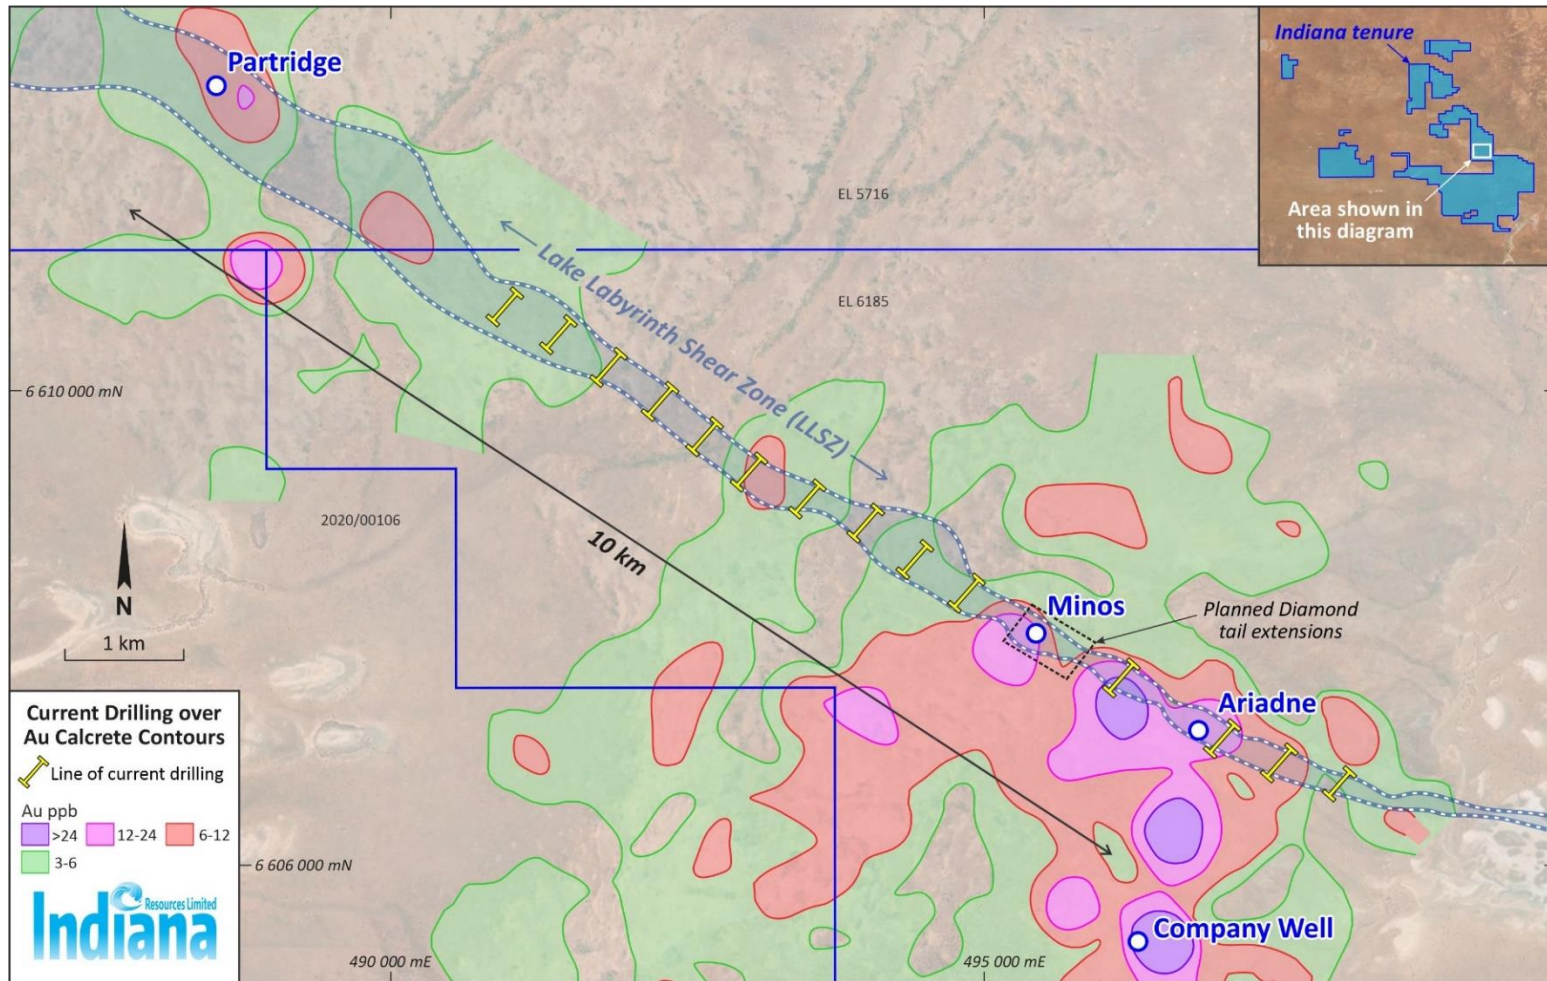 Partridge
Indiana tenure
Area shown in
this diagram
EL 5716
Lake Labyrinth Shear Zone (LLSZ)
EL 6185
6 610 000 mN
2020/00106
10 km
N
1 km
Minos
Planned Diamond
tail extensions
Ariadne
Current Drilling over
Au Calcrete Contours
Line of current drilling
Au ppb
>24 12-24 6-12
3-6
6 606 000 mN
Resources Limited
Indiana
Company Well
490 000 mE
495 000 mE